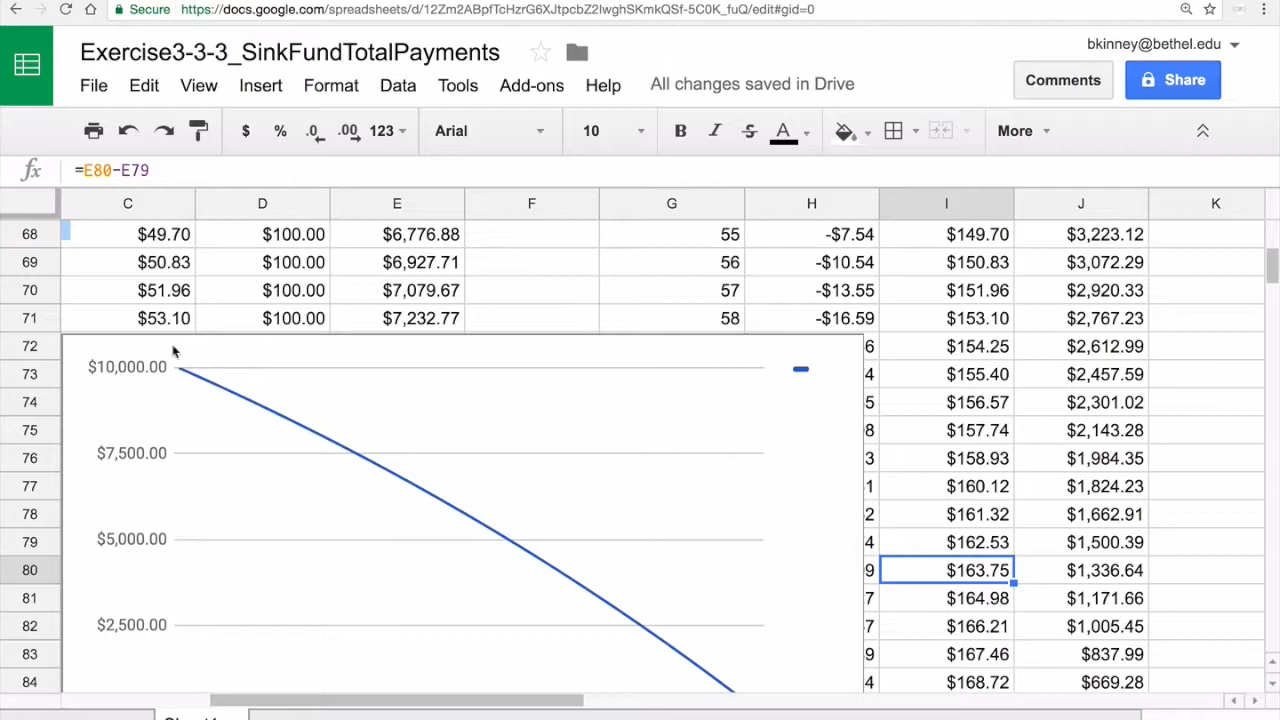 Secure https://docs.google.com/spreadsheets/d/12Zm2ABpfTcHzrG6XJtpcbZ2lwghSKmkQSf-5C0K_fuQ/edit#gid=0
Exercise3-3-3_SinkFundTotalPayments
bkinney@bethel.edu
File Edit View Insert Format Data Tools Add-ons Help All changes saved in Drive
Comments Share
$ % .0 .00 123 Arial 10 B I S A More
fx =E80-E79
C D E F G H I J K
68 $49.70 $100.00 $6,776.88 55 -$7.54 $149.70 $3,223.12
69 $50.83 $100.00 $6,927.71 56 -$10.54 $150.83 $3,072.29
70 $51.96 $100.00 $7,079.67 57 -$13.55 $151.96 $2,920.33
71 $53.10 $100.00 $7,232.77 58 -$16.59 $153.10 $2,767.23
72 6 $154.25 $2,612.99
$10,000.00
73 4 $155.40 $2,457.59
74 5 $156.57 $2,301.02
75 8 $157.74 $2,143.28
$7,500.00
76 3 $158.93 $1,984.35
77 1 $160.12 $1,824.23
78 2 $161.32 $1,662.91
79 $5,000.00 4 $162.53 $1,500.39
80 9 $163.75 $1,336.64
81 7 $164.98 $1,171.66
82 $2,500.00 7 $166.21 $1,005.45
83 9 $167.46 $837.99
84 4 $168.72 $669.28